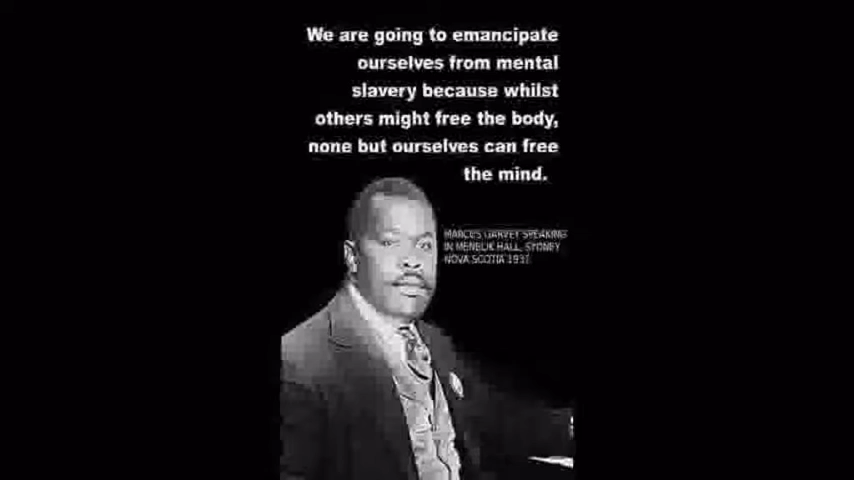 We are going to emancipate
ourselves from mental
slavery because whilst
others might free the body,
none but ourselves can free
the mind.
MARCUS GARVEY SPEAKING
IN MENELIK HALL, SYDNEY
NOVA SCOTIA 1937